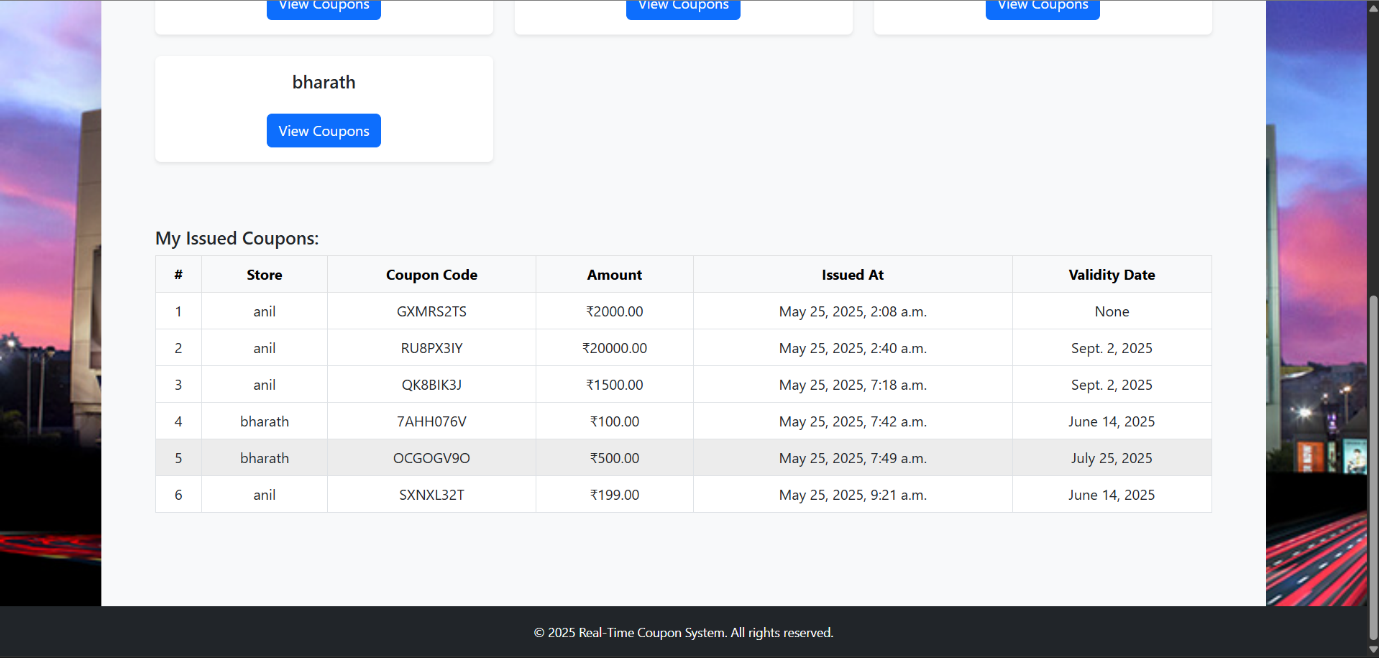 View Coupons View Coupons View Coupons
bharath
View Coupons
My Issued Coupons:
# Store Coupon Code Amount Issued At Validity Date
1 anil GXMRS2TS ₹2000.00 May 25, 2025, 2:08 a.m. None
2 anil RU8PX3IY ₹20000.00 May 25, 2025, 2:40 a.m. Sept. 2, 2025
3 anil QK8BIK3J ₹1500.00 May 25, 2025, 7:18 a.m. Sept. 2, 2025
4 bharath 7AHH076V ₹100.00 May 25, 2025, 7:42 a.m. June 14, 2025
5 bharath OCGOGV9O ₹500.00 May 25, 2025, 7:49 a.m. July 25, 2025
6 anil SXNXL32T ₹199.00 May 25, 2025, 9:21 a.m. June 14, 2025
© 2025 Real-Time Coupon System. All rights reserved.